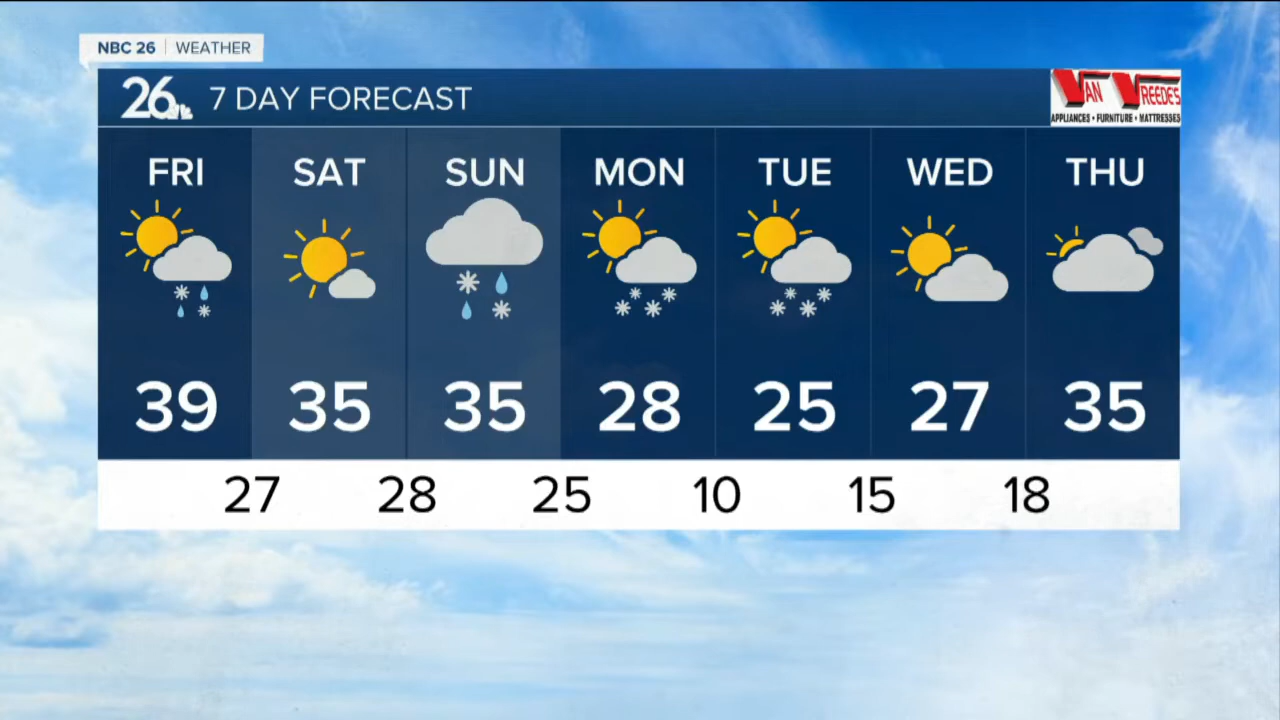 NBC 26 | WEATHER
26 7 DAY FORECAST
VAN VREEDE'S
APPLIANCES • FURNITURE • MATTRESSES
FRI SAT SUN MON TUE WED THU
39 35 35 28 25 27 35
27 28 25 10 15 18